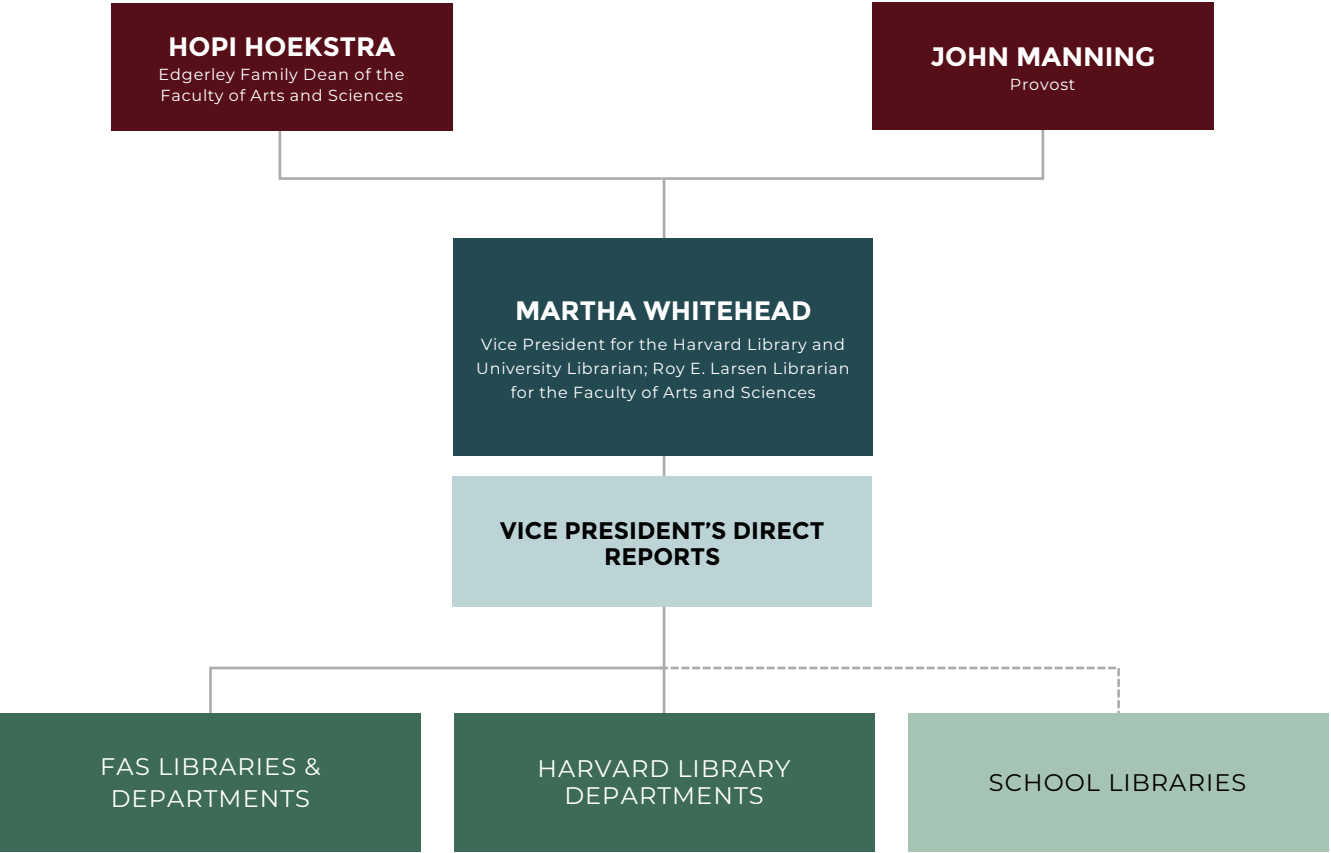 HOPI HOEKSTRA
Edgerley Family Dean of the
Faculty of Arts and Sciences
JOHN MANNING
Provost
MARTHA WHITEHEAD
Vice President for the Harvard Library and
University Librarian; Roy E. Larsen Librarian
for the Faculty of Arts and Sciences
VICE PRESIDENT’S DIRECT
REPORTS
FAS LIBRARIES &
DEPARTMENTS
HARVARD LIBRARY
DEPARTMENTS
SCHOOL LIBRARIES